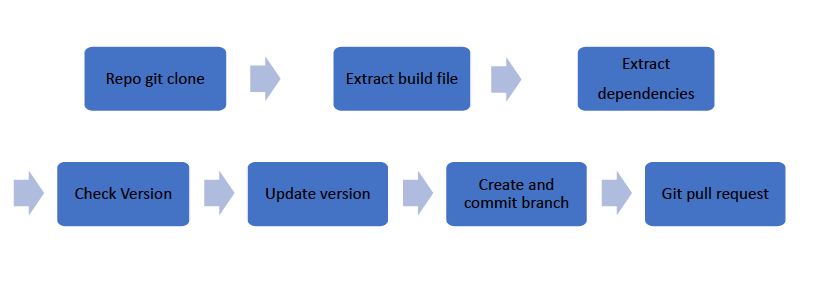 Repo git clone
Extract build file
Extract
dependencies
Check Version
Update version
Create and
commit branch
Git pull request